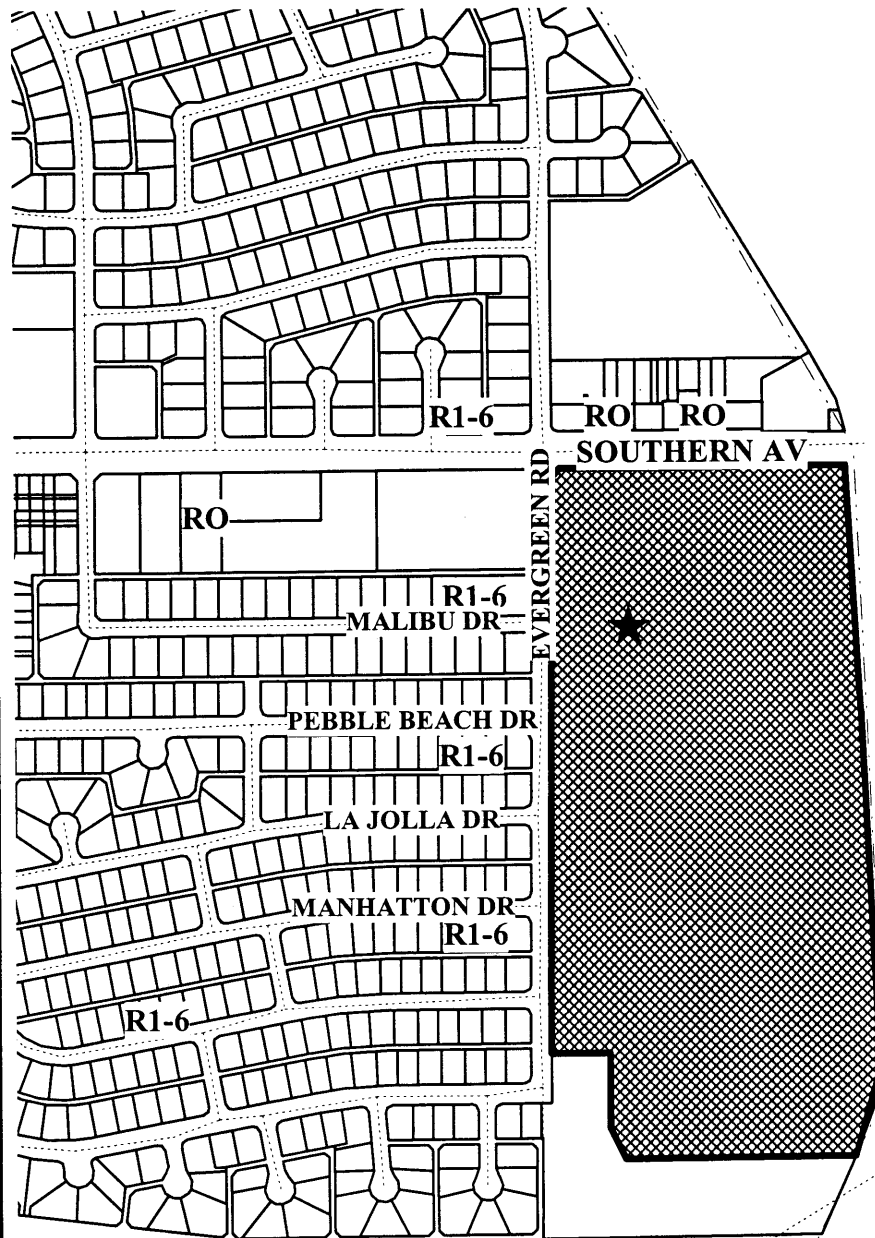 R1-6
RO
RO
SOUTHERN AV
EVERGREEN RD
RO
R1-6
MALIBU DR
PEBBLE BEACH DR
R1-6
LA JOLLA DR
MANHATTON DR
R1-6
R1-6